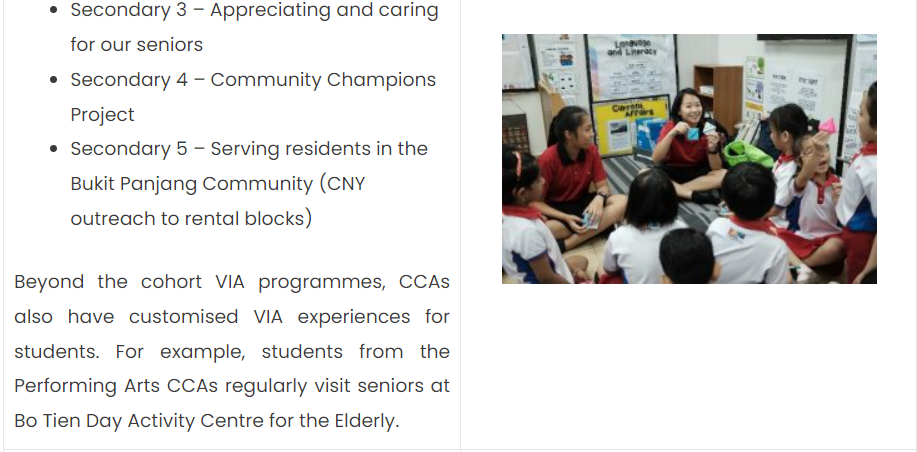 Secondary 3 – Appreciating and caring
for our seniors
Secondary 4 – Community Champions
Project
Secondary 5 – Serving residents in the
Bukit Panjang Community (CNY
outreach to rental blocks)
Beyond the cohort VIA programmes, CCAs
also have customised VIA experiences for
students. For example, students from the
Performing Arts CCAs regularly visit seniors at
Bo Tien Day Activity Centre for the Elderly.
Language
and Literacy
Current
Affairs